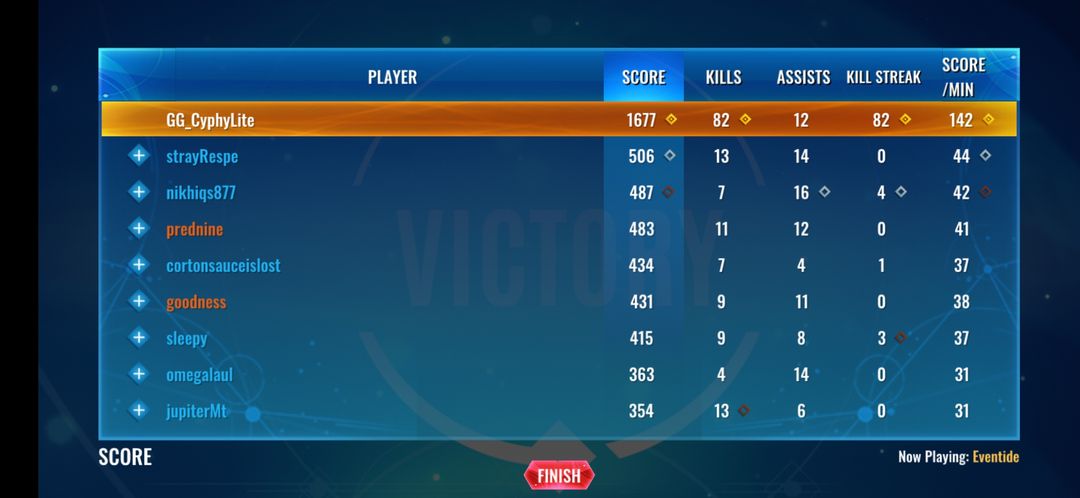 PLAYER SCORE KILLS ASSISTS KILL STREAK SCORE /MIN
GG_CyphyLite 1677 82 12 82 142
strayRespe 506 13 14 0 44
nikhiqs877 487 7 16 4 42
prednine 483 11 12 0 41
cortonsauceislost 434 7 4 1 37
goodness 431 9 11 0 38
sleepy 415 9 8 3 37
omegalaul 363 4 14 0 31
jupiterMt 354 13 6 0 31
VICTORY
SCORE
FINISH
Now Playing: Eventide